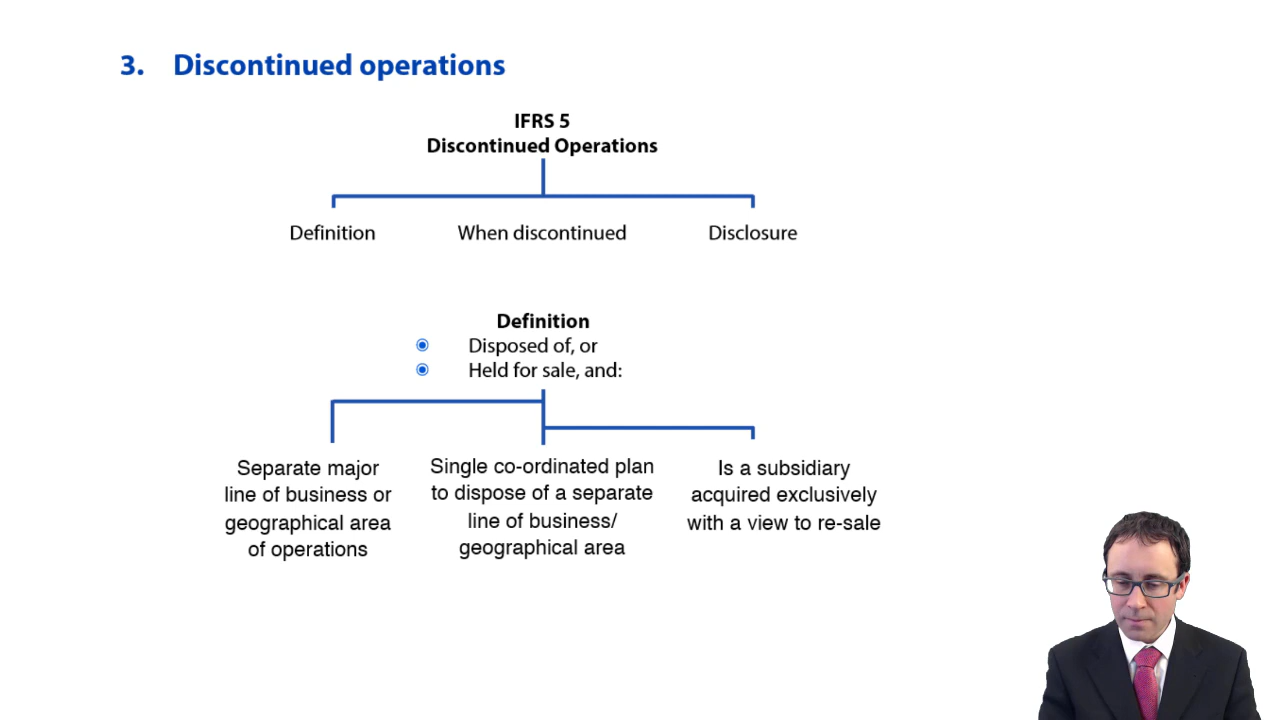 3. Discontinued operations
IFRS 5
Discontinued Operations
Definition
When discontinued
Disclosure
Definition
Disposed of, or
Held for sale, and:
Separate major
line of business or
geographical area
of operations
Single co-ordinated plan
to dispose of a separate
line of business/
geographical area
Is a subsidiary
acquired exclusively
with a view to re-sale